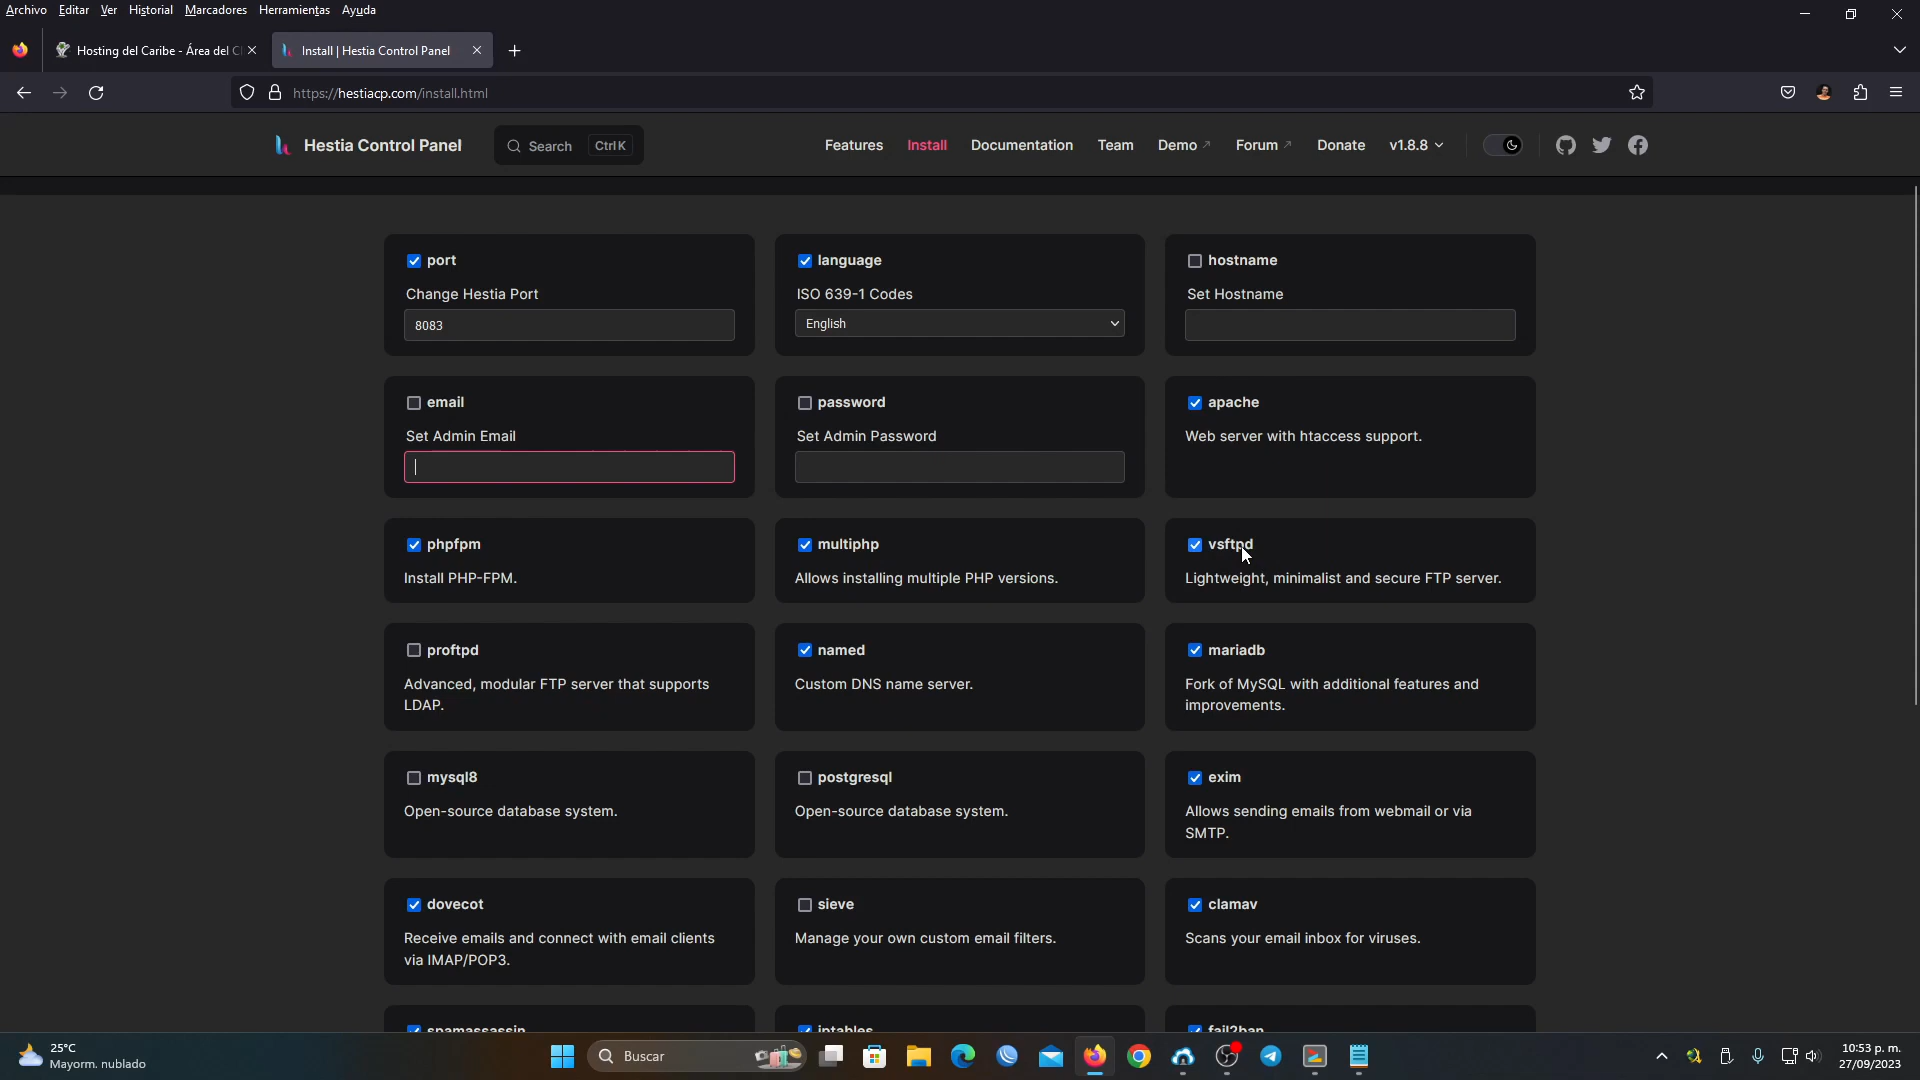 Archivo Editar Ver Historial Marcadores Herramientas Ayuda
Hosting del Caribe - Área del C
Install | Hestia Control Panel
https://hestiacp.com/install.html
Hestia Control Panel
Search Ctrl K
Features Install Documentation Team Demo Forum Donate v1.8.8
port
Change Hestia Port
8083
language
ISO 639-1 Codes
English
hostname
Set Hostname
email
Set Admin Email
password
Set Admin Password
apache
Web server with htaccess support.
phpfpm
Install PHP-FPM.
multiphp
Allows installing multiple PHP versions.
vsftpd
Lightweight, minimalist and secure FTP server.
proftpd
Advanced, modular FTP server that supports
LDAP.
named
Custom DNS name server.
mariadb
Fork of MySQL with additional features and
improvements.
mysql8
Open-source database system.
postgresql
Open-source database system.
exim
Allows sending emails from webmail or via
SMTP.
dovecot
Receive emails and connect with email clients
via IMAP/POP3.
sieve
Manage your own custom email filters.
clamav
Scans your email inbox for viruses.
spamassassin
iptables
fail2ban
25°C
Mayorm. nublado
Buscar
10:53 p. m.
27/09/2023